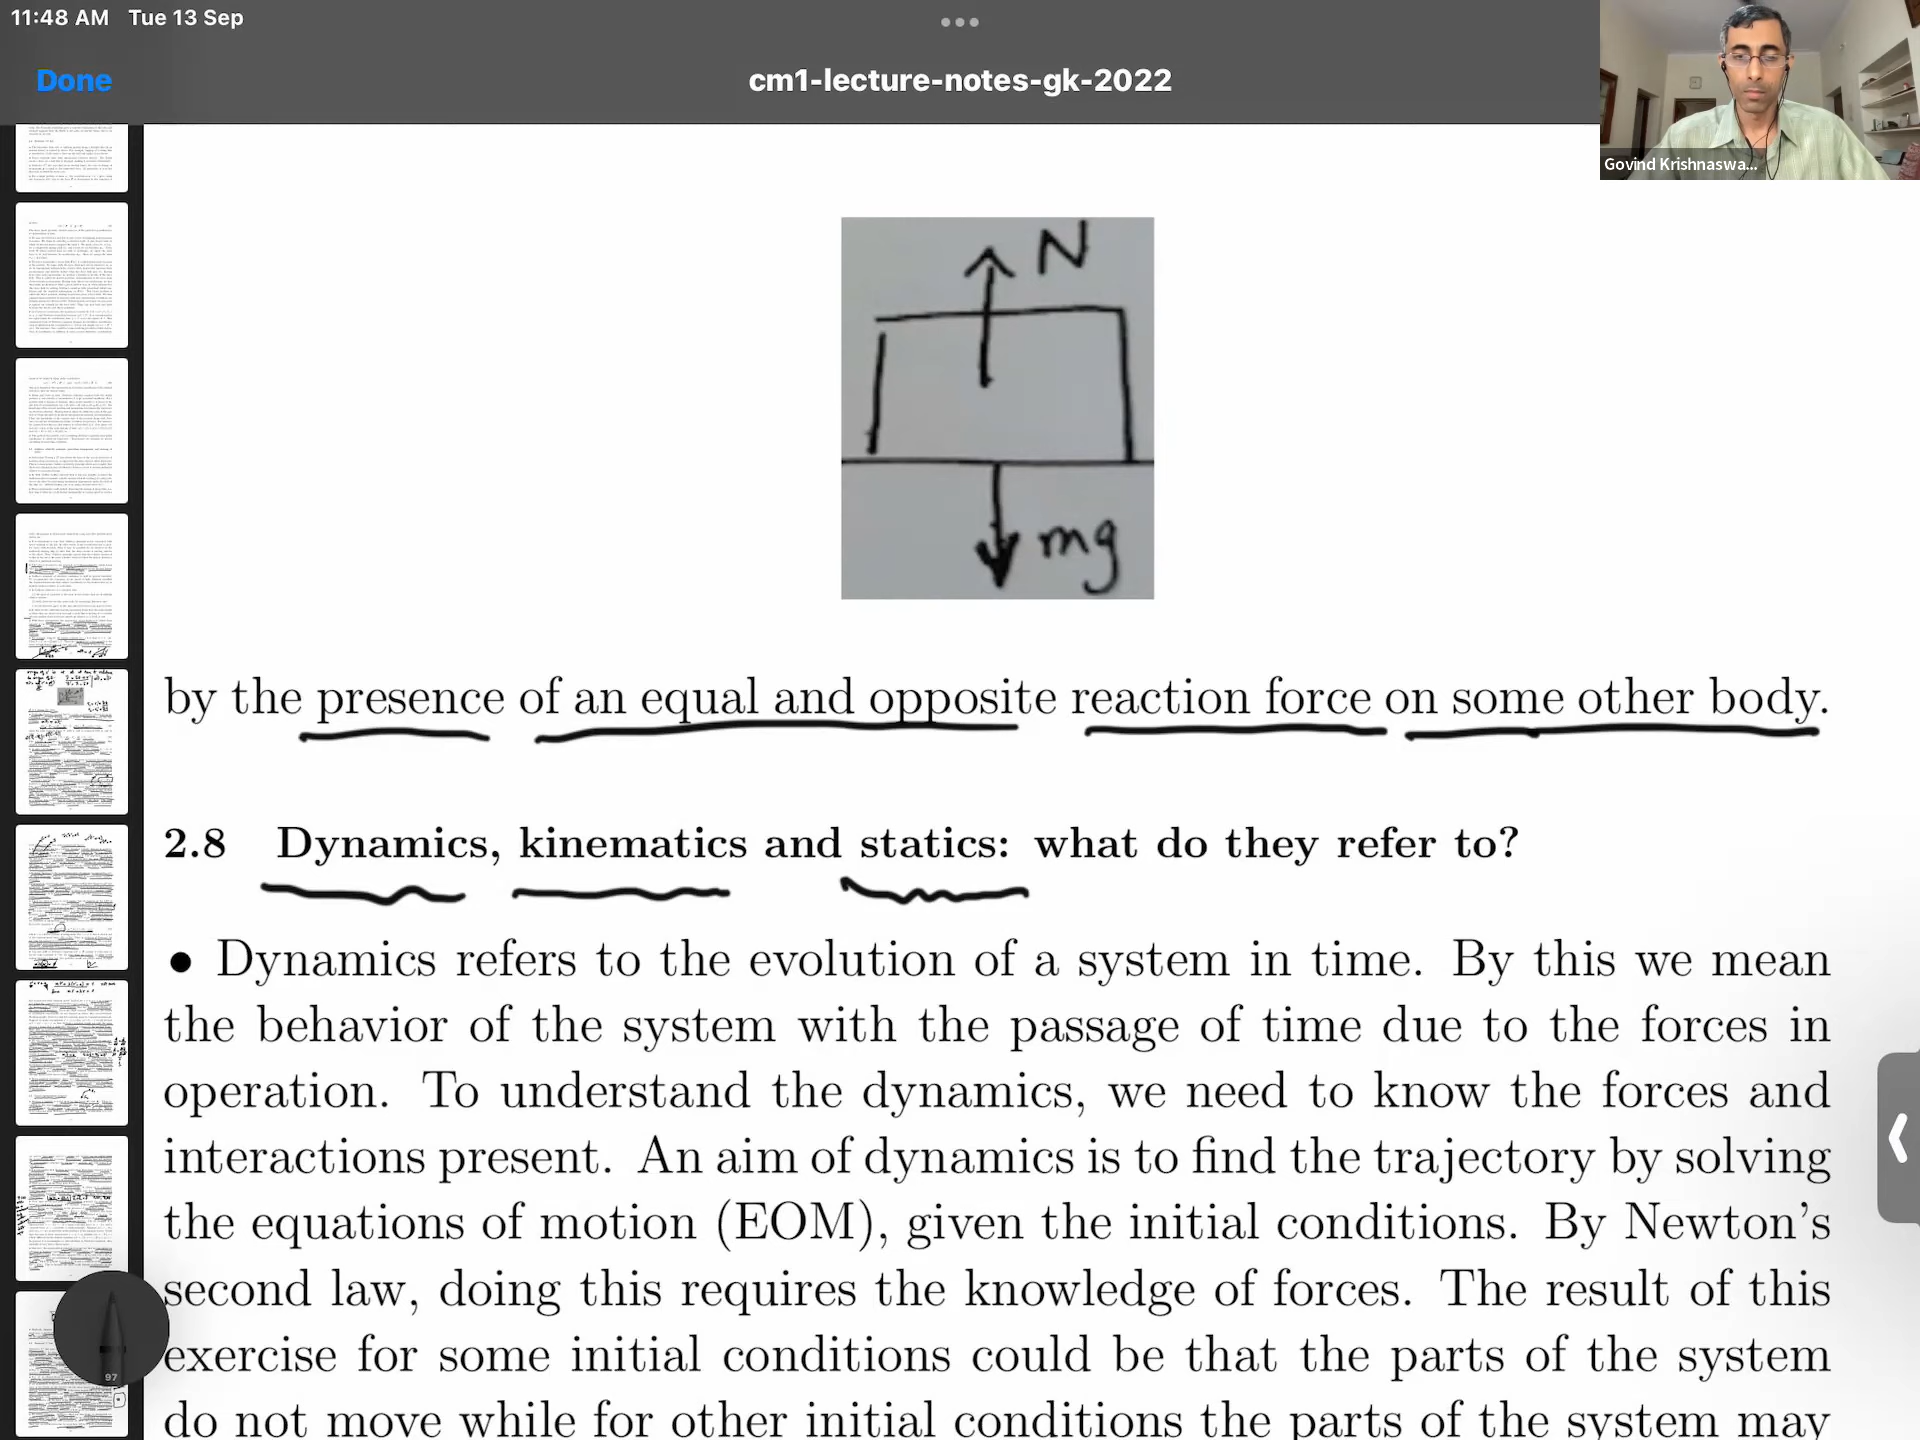 11:48 AM Tue 13 Sep
Done
cm1-lecture-notes-gk-2022
Govind Krishnaswa...
N
mg
by the presence of an equal and opposite reaction force on some other body.
2.8 Dynamics, kinematics and statics: what do they refer to?
• Dynamics refers to the evolution of a system in time. By this we mean
the behavior of the system with the passage of time due to the forces in
operation. To understand the dynamics, we need to know the forces and
interactions present. An aim of dynamics is to find the trajectory by solving
the equations of motion (EOM), given the initial conditions. By Newton's
second law, doing this requires the knowledge of forces. The result of this
exercise for some initial conditions could be that the parts of the system
do not move while for other initial conditions the parts of the system may
97